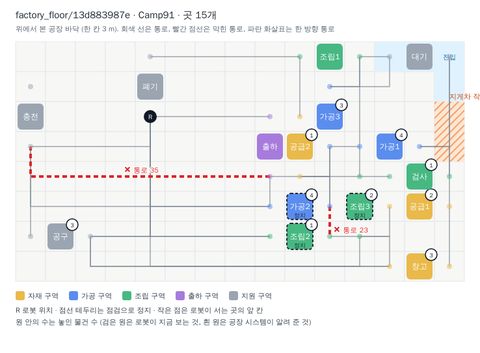 factory_floor/13d883987e · Camp91 · 곳 15개
위에서 본 공장 바닥 (한 칸 3 m). 회색 선은 통로, 빨간 점선은 막힌 통로, 파란 화살표는 한 방향 통로
조립1
대기
진입
폐기
지게차 작
충전
R
가공3
3
1
4
출하
공급2
가공1
통로 35
검사
1
가공2
정지
4
조립3
정지
2
공급1
2
공구
3
조립2
정지
1
통로 23
창고
3
자재 구역
가공 구역
조립 구역
출하 구역
지원 구역
R 로봇 위치 · 점선 테두리는 점검으로 정지 · 작은 점은 로봇이 서는 곳의 앞 칸
원 안의 수는 놓인 물건 수 (검은 원은 로봇이 지금 보는 것, 흰 원은 공장 시스템이 알려 준 것)